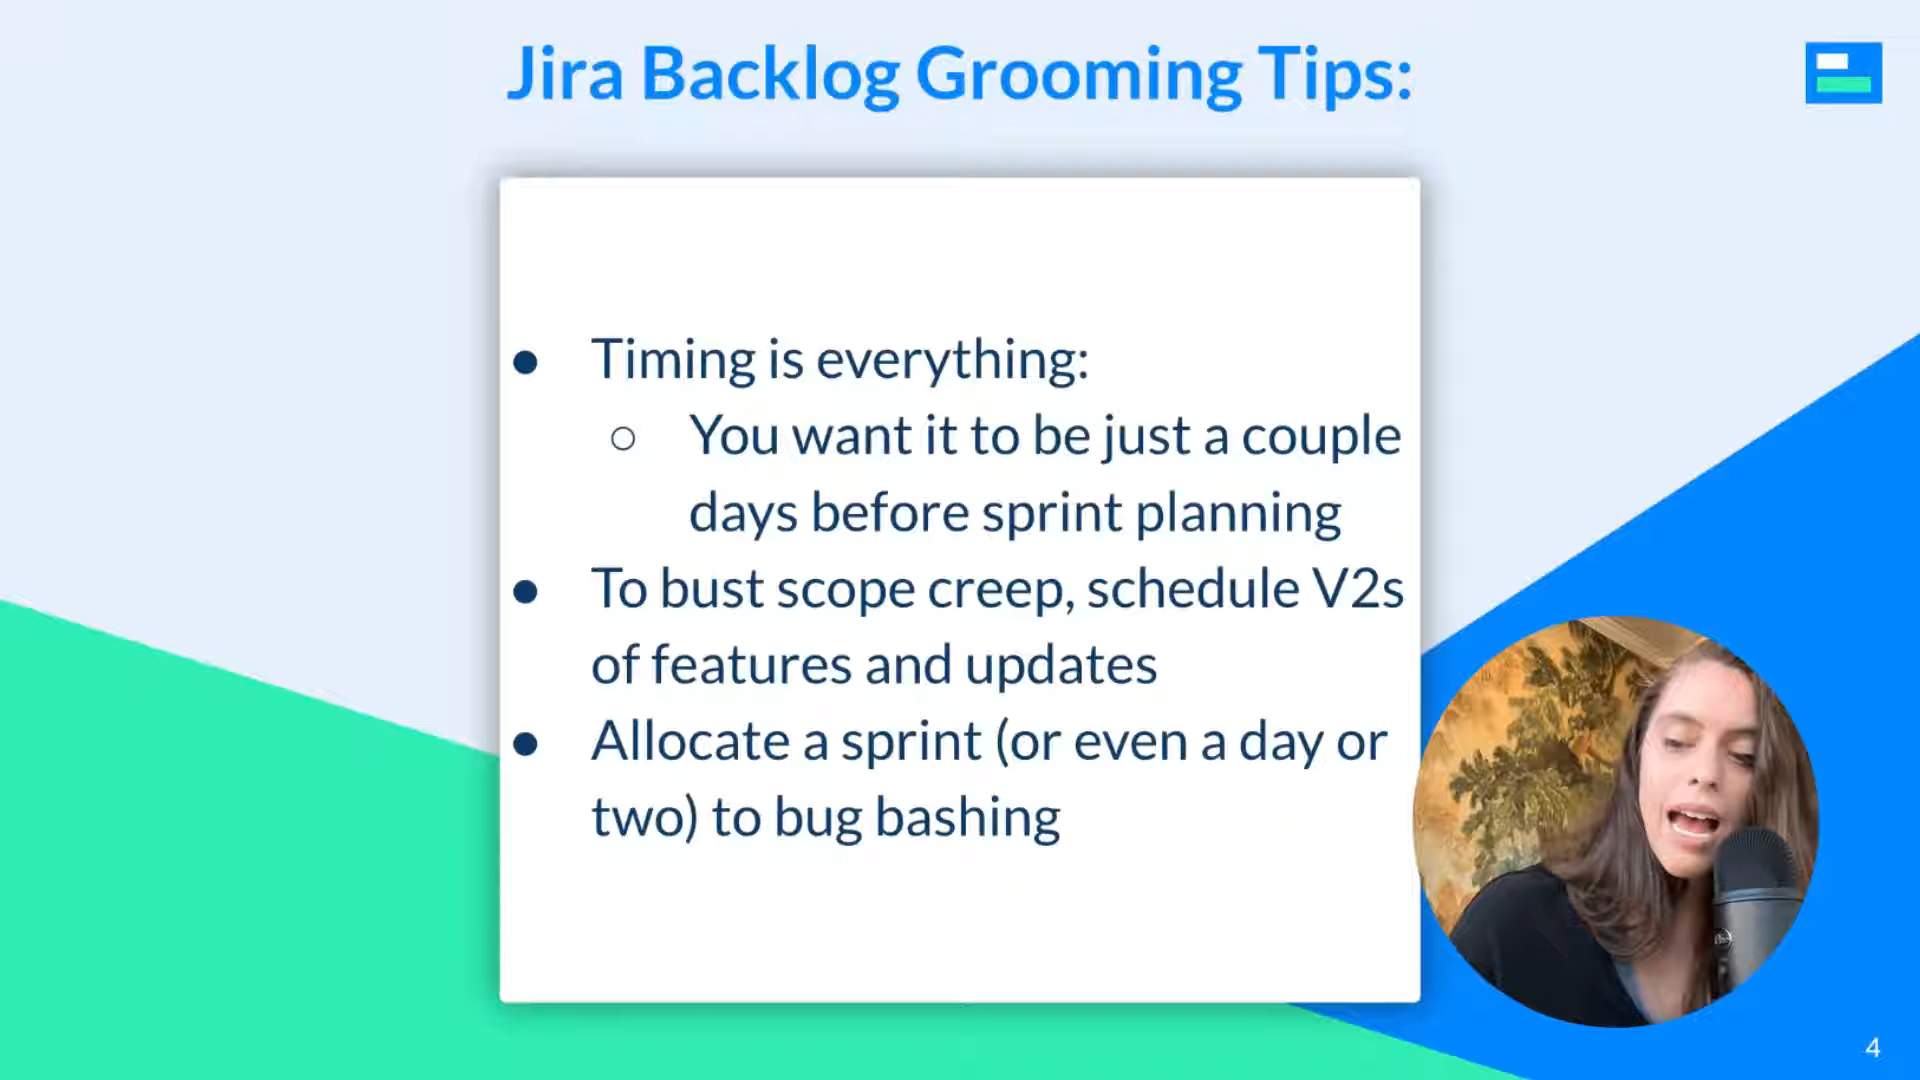 Jira Backlog Grooming Tips:
● Timing is everything:
○ You want it to be just a couple
days before sprint planning
● To bust scope creep, schedule V2s
of features and updates
● Allocate a sprint (or even a day or
two) to bug bashing
4